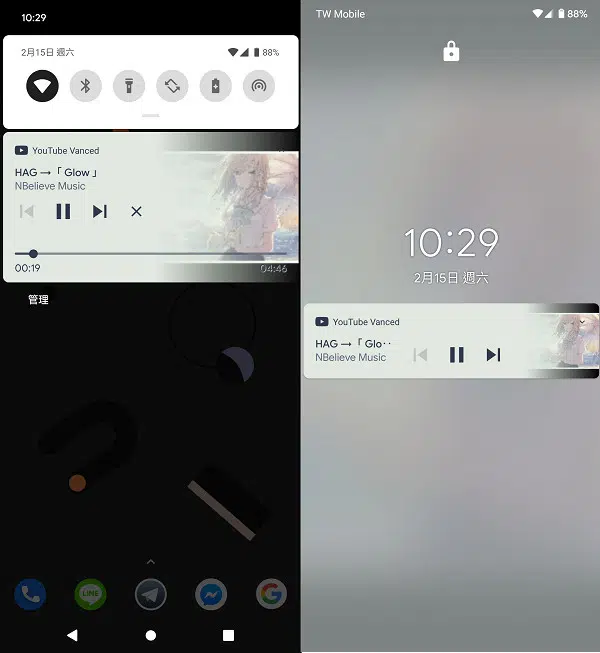 10:29
2月15日 週六
88%
YouTube Vanced
HAG →「 Glow 」
NBelieve Music
00:19
04:46
管理
LINE
TW Mobile
88%
10:29
2月15日 週六
YouTube Vanced
HAG →「 Glo··
NBelieve Music